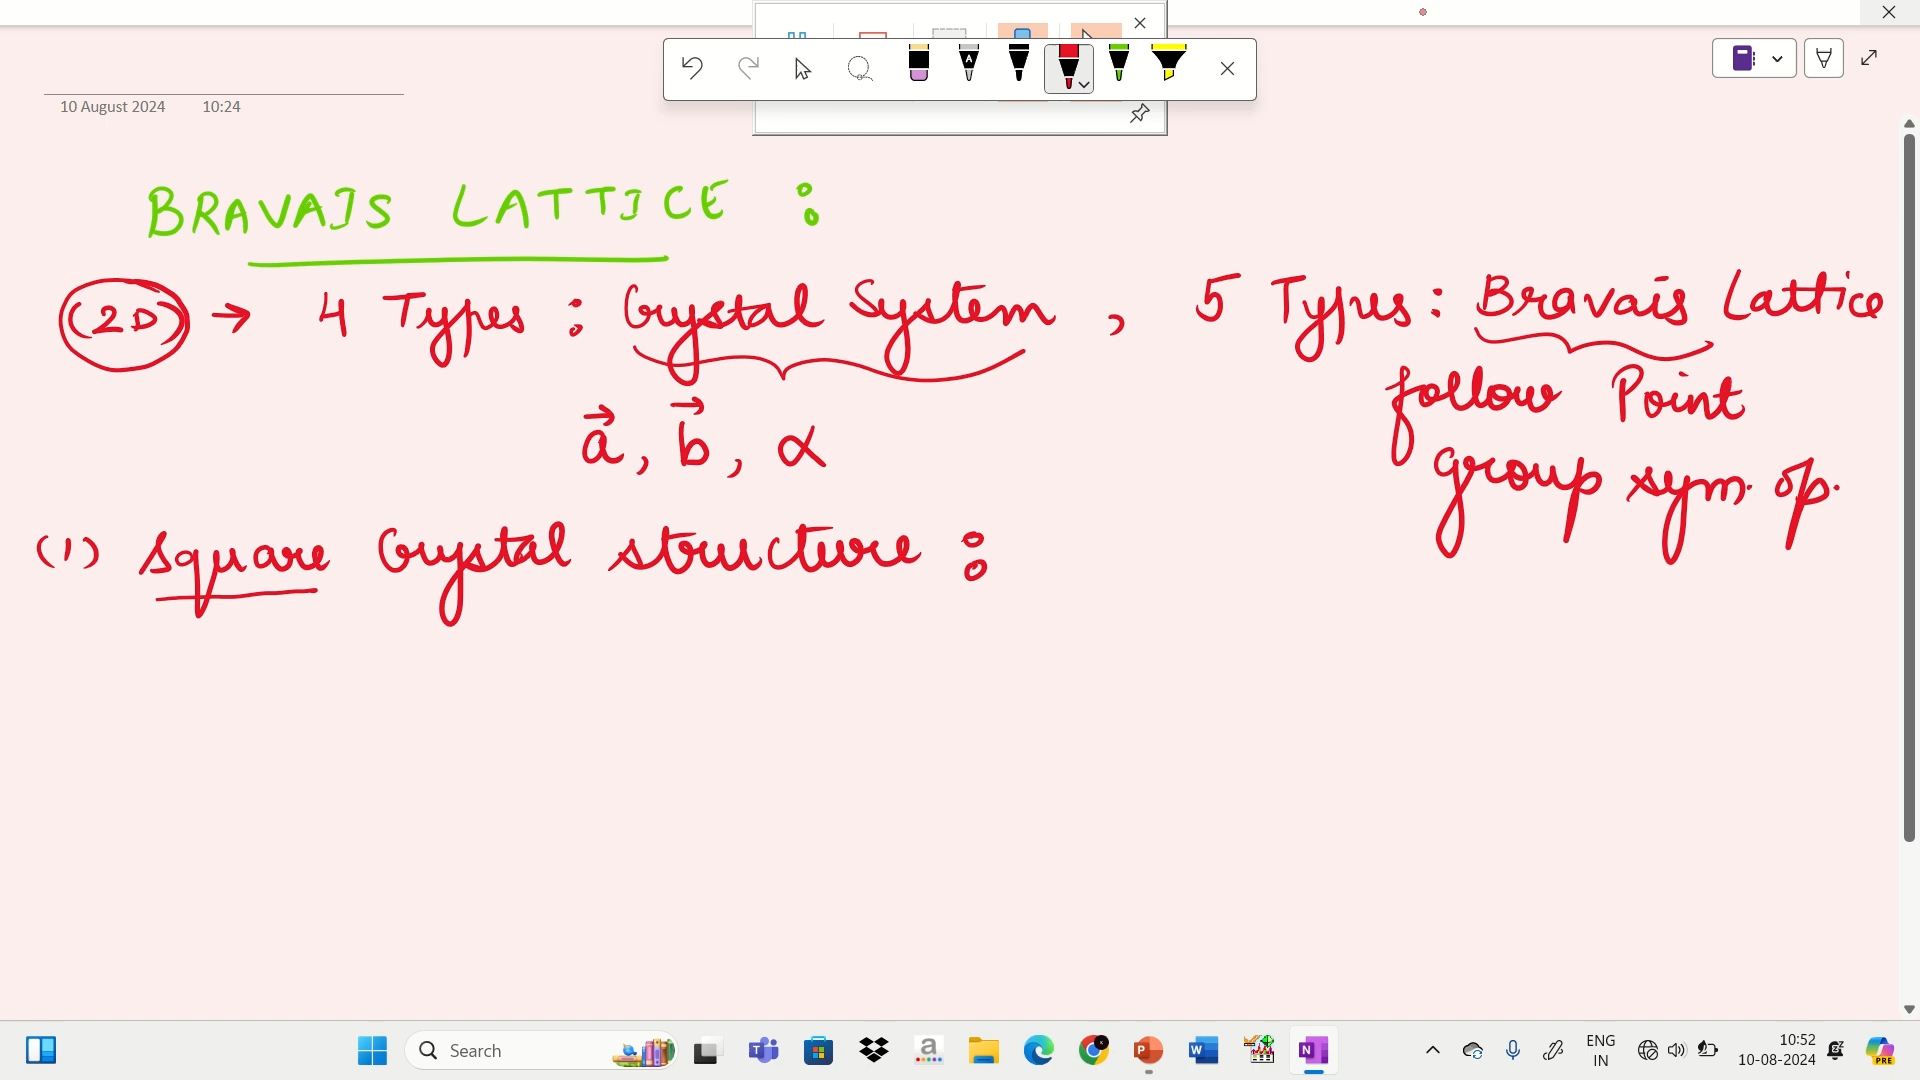 10 August 2024 10:24
BRAVAIS LATTICE :
(2D) → 4 Types : Crystal System , 5 Types : Bravais Lattice
a⃗, b⃗, α
follow Point
group sym. op.
(1) Square Crystal structure :
Search
ENG
IN
10:52
10-08-2024
PRE